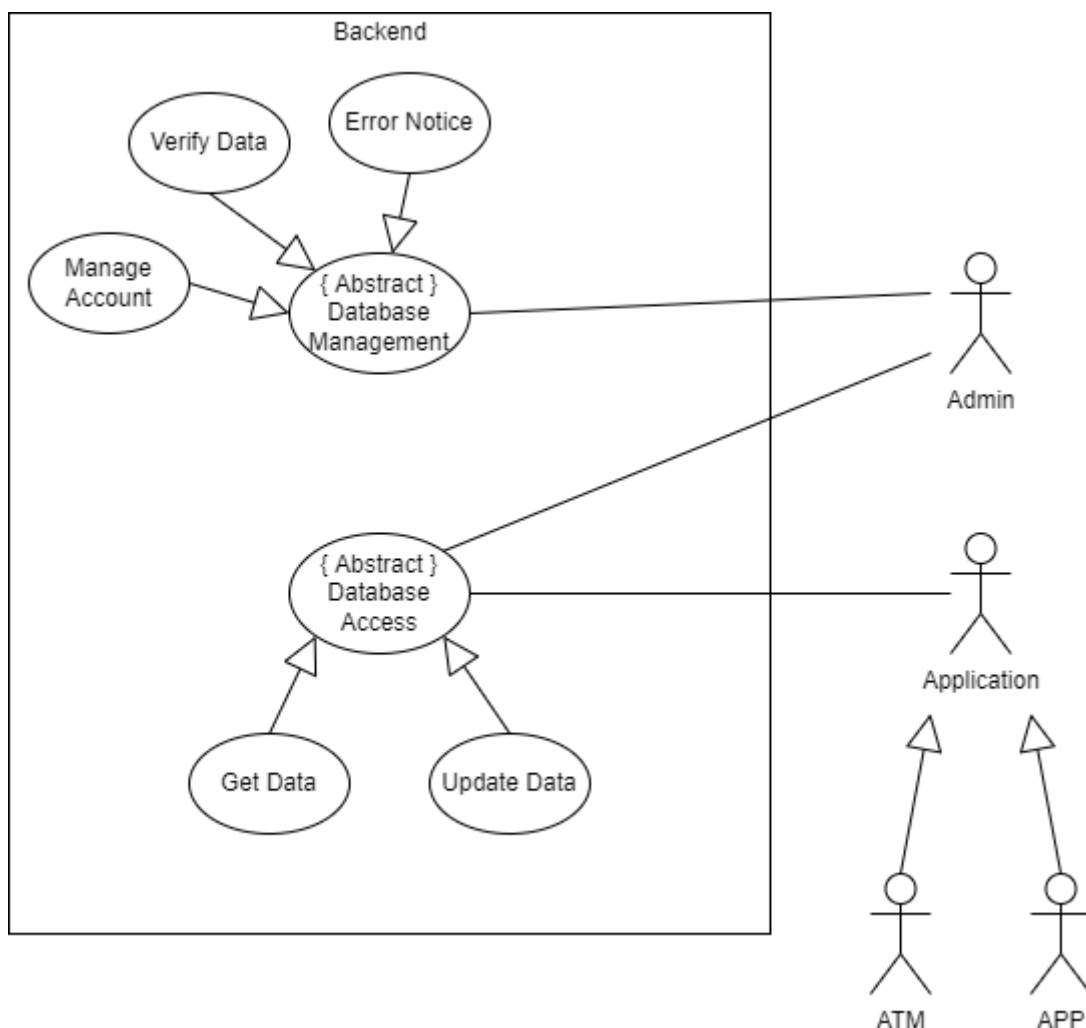 Backend
Error Notice
Verify Data
Manage
Account
{ Abstract }
Database
Management
Admin
{ Abstract }
Database
Access
Application
Get Data
Update Data
ATM
APP